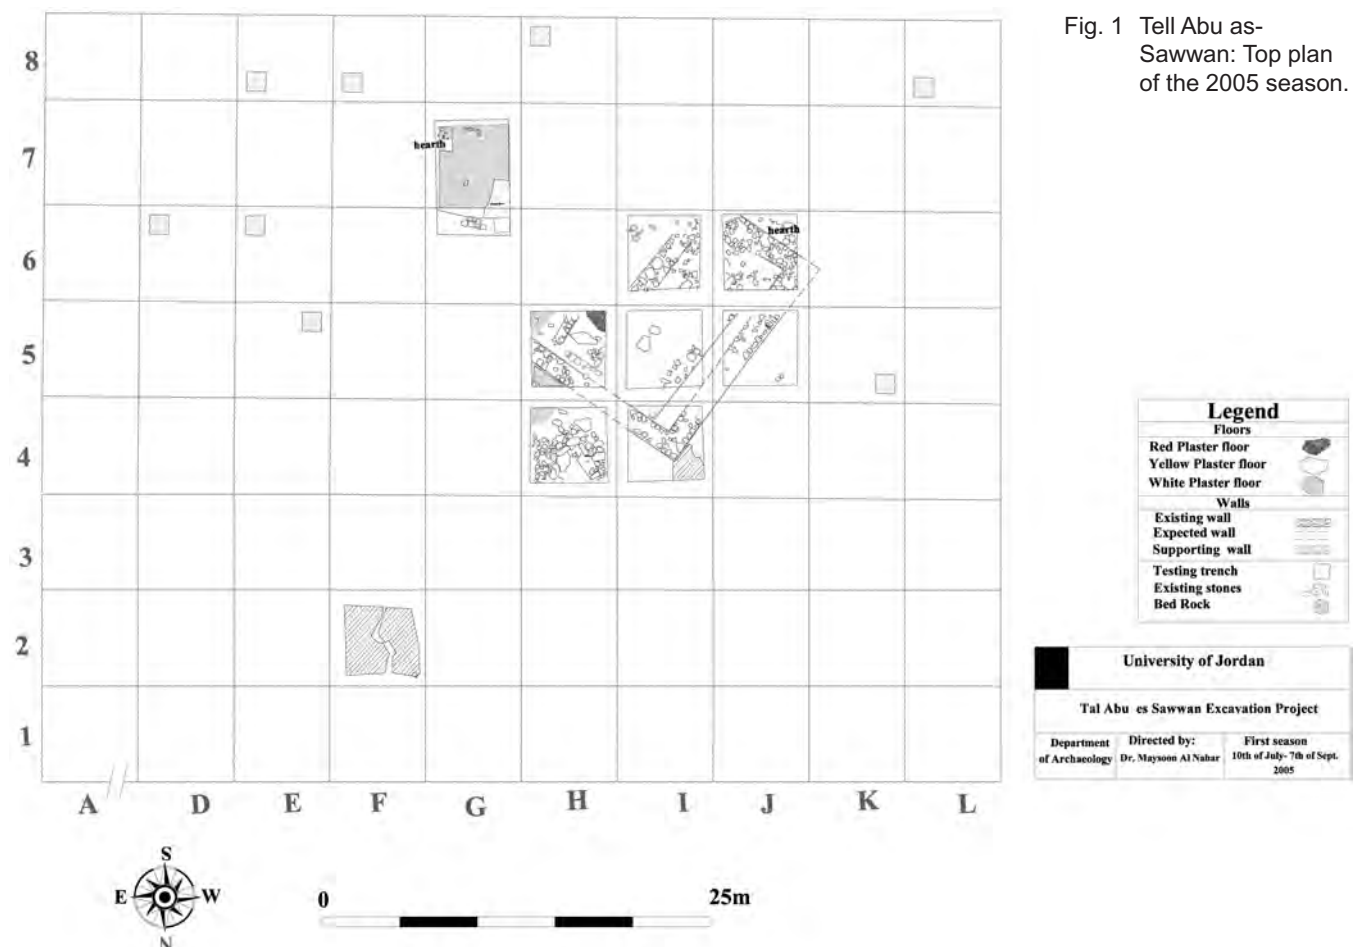 Fig. 1 Tell Abu as-
Sawwan: Top plan
of the 2005 season.
8
7
6
5
4
3
2
1
hearth
hearth
A
D
E
F
G
H
I
J
K
L
Legend
Floors
Red Plaster floor
Yellow Plaster floor
White Plaster floor
Walls
Existing wall
Expected wall
Supporting wall
Testing trench
Existing stones
Bed Rock
University of Jordan
Tal Abu es Sawwan Excavation Project
Department
of Archaeology
Directed by:
Dr. Maysoon Al Nahar
First season
10th of July- 7th of Sept.
2005
S
E
W
N
0
25m